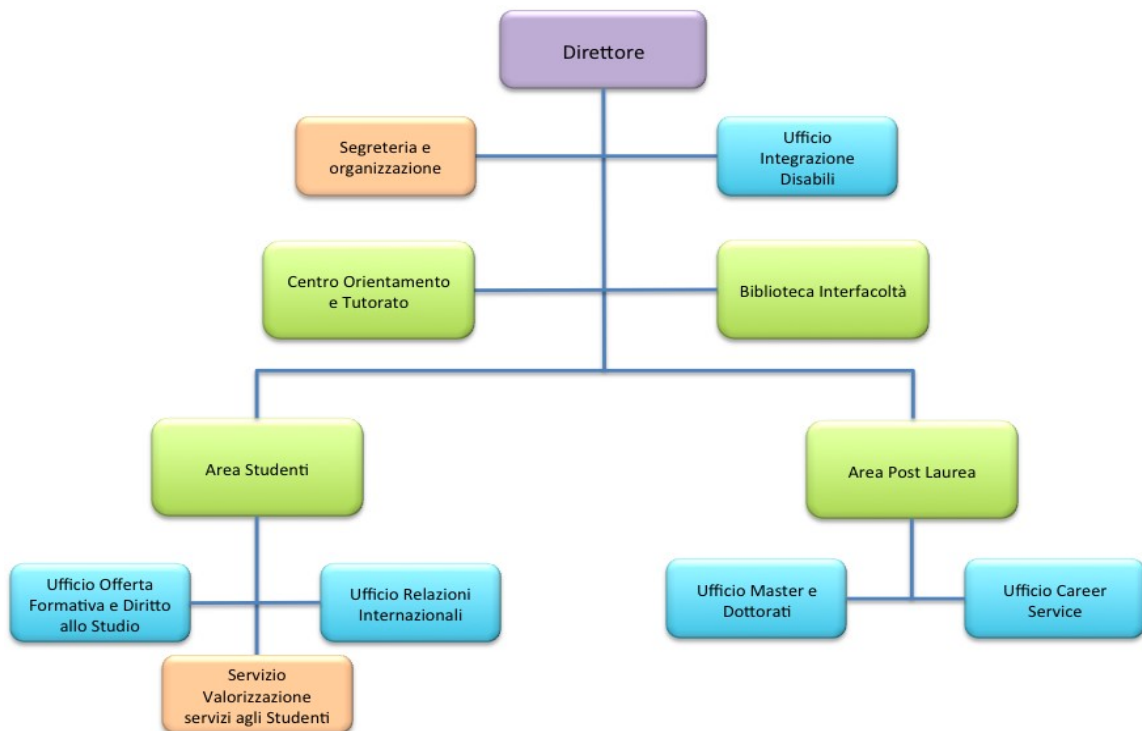 Direttore
Segreteria e
organizzazione
Ufficio
Integrazione
Disabili
Centro Orientamento
e Tutorato
Biblioteca Interfacoltà
Area Studenti
Area Post Laurea
Ufficio Offerta
Formativa e Diritto
allo Studio
Ufficio Relazioni
Internazionali
Ufficio Master e
Dottorati
Ufficio Career
Service
Servizio
Valorizzazione
servizi agli Studenti